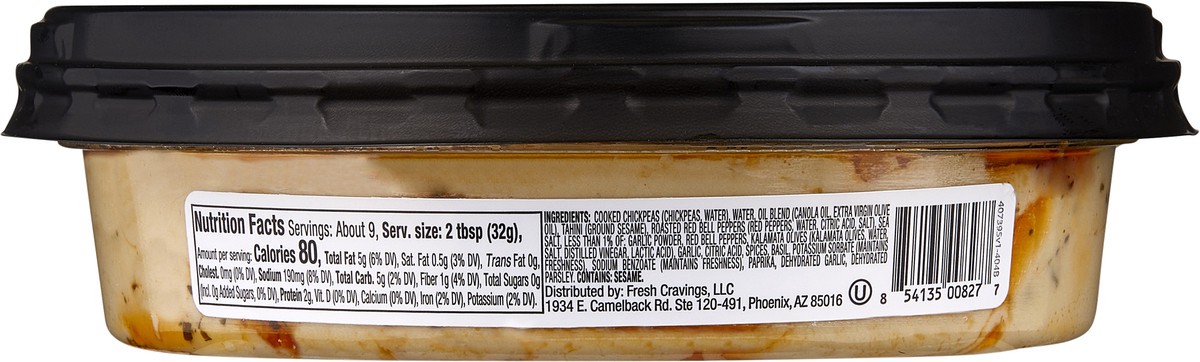 Nutrition Facts Servings: About 9, Serv. size: 2 tbsp (32g),
Amount per serving: Calories 80, Total Fat 5g (6% DV), Sat. Fat 0.5g (3% DV), Trans Fat 0g,
Cholest. 0mg (0% DV), Sodium 190mg (8% DV), Total Carb. 5g (2% DV), Fiber 1g (4% DV), Total Sugars 0g
(Incl. 0g Added Sugars, 0% DV), Protein 2g, Vit. D (0% DV), Calcium (0% DV), Iron (2% DV), Potassium (2% DV).
INGREDIENTS: COOKED CHICKPEAS (CHICKPEAS, WATER), WATER, OIL BLEND (CANOLA OIL, EXTRA VIRGIN OLIVE
OIL), TAHINI (GROUND SESAME), ROASTED RED BELL PEPPERS (RED PEPPERS, WATER, CITRIC ACID, SALT), SEA
SALT, LESS THAN 1% OF: GARLIC POWDER, RED BELL PEPPERS, KALAMATA OLIVES (KALAMATA OLIVES, WATER,
SALT, DISTILLED VINEGAR, LACTIC ACID), GARLIC, CITRIC ACID, SPICES, BASIL, POTASSIUM SORBATE (MAINTAINS
FRESHNESS), SODIUM BENZOATE (MAINTAINS FRESHNESS), PAPRIKA, DEHYDRATED GARLIC, DEHYDRATED
PARSLEY. CONTAINS: SESAME.
Distributed by: Fresh Cravings, LLC
1934 E. Camelback Rd. Ste 120-491, Phoenix, AZ 85016
U
8 54135 00827 7
407395V1-4048